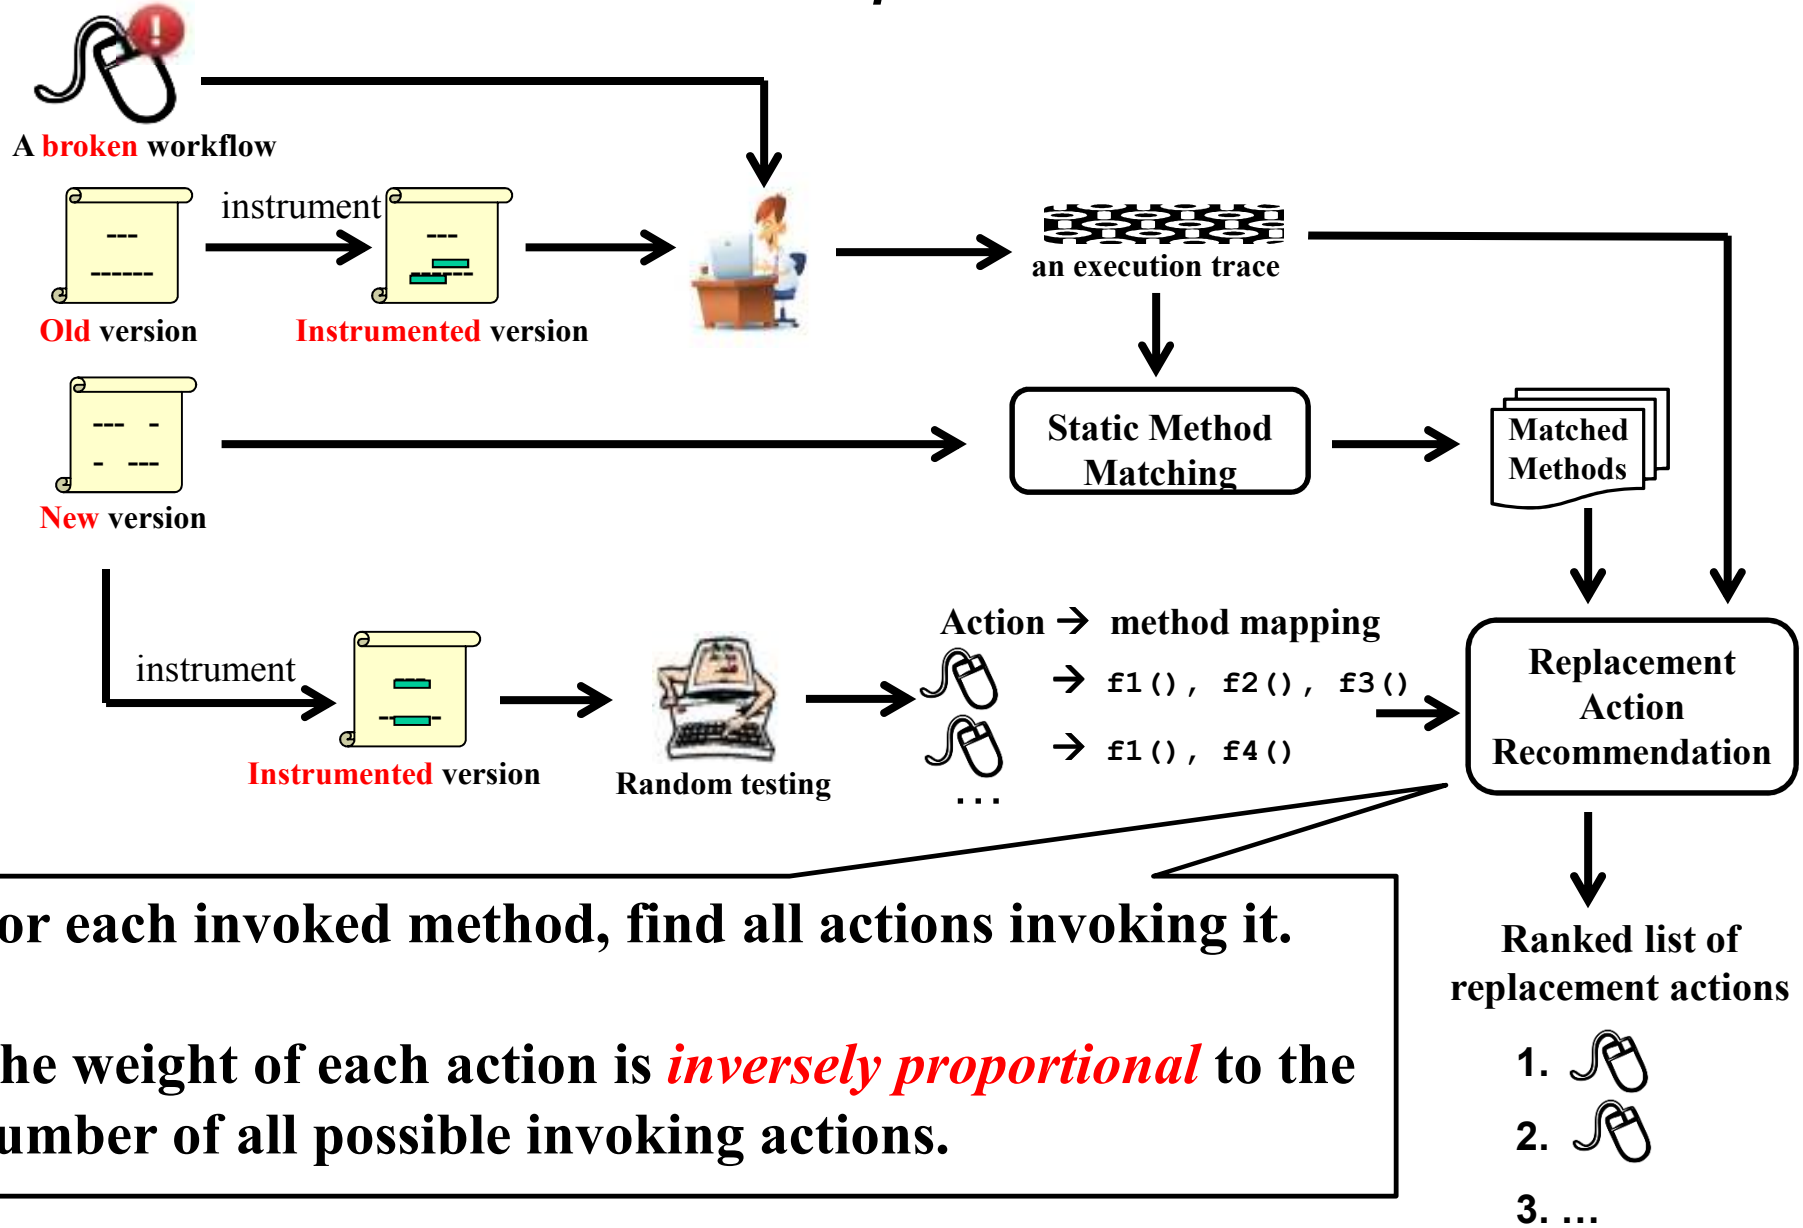 A broken workflow
instrument
Old version
Instrumented version
an execution trace
New version
Static Method
Matching
Matched
Methods
instrument
Instrumented version
Random testing
Action → method mapping
→ f1(), f2(), f3()
→ f1(), f4()
...
Replacement
Action
Recommendation
or each invoked method, find all actions invoking it.
he weight of each action is inversely proportional to the
umber of all possible invoking actions.
Ranked list of
replacement actions
1.
2.
3. ...